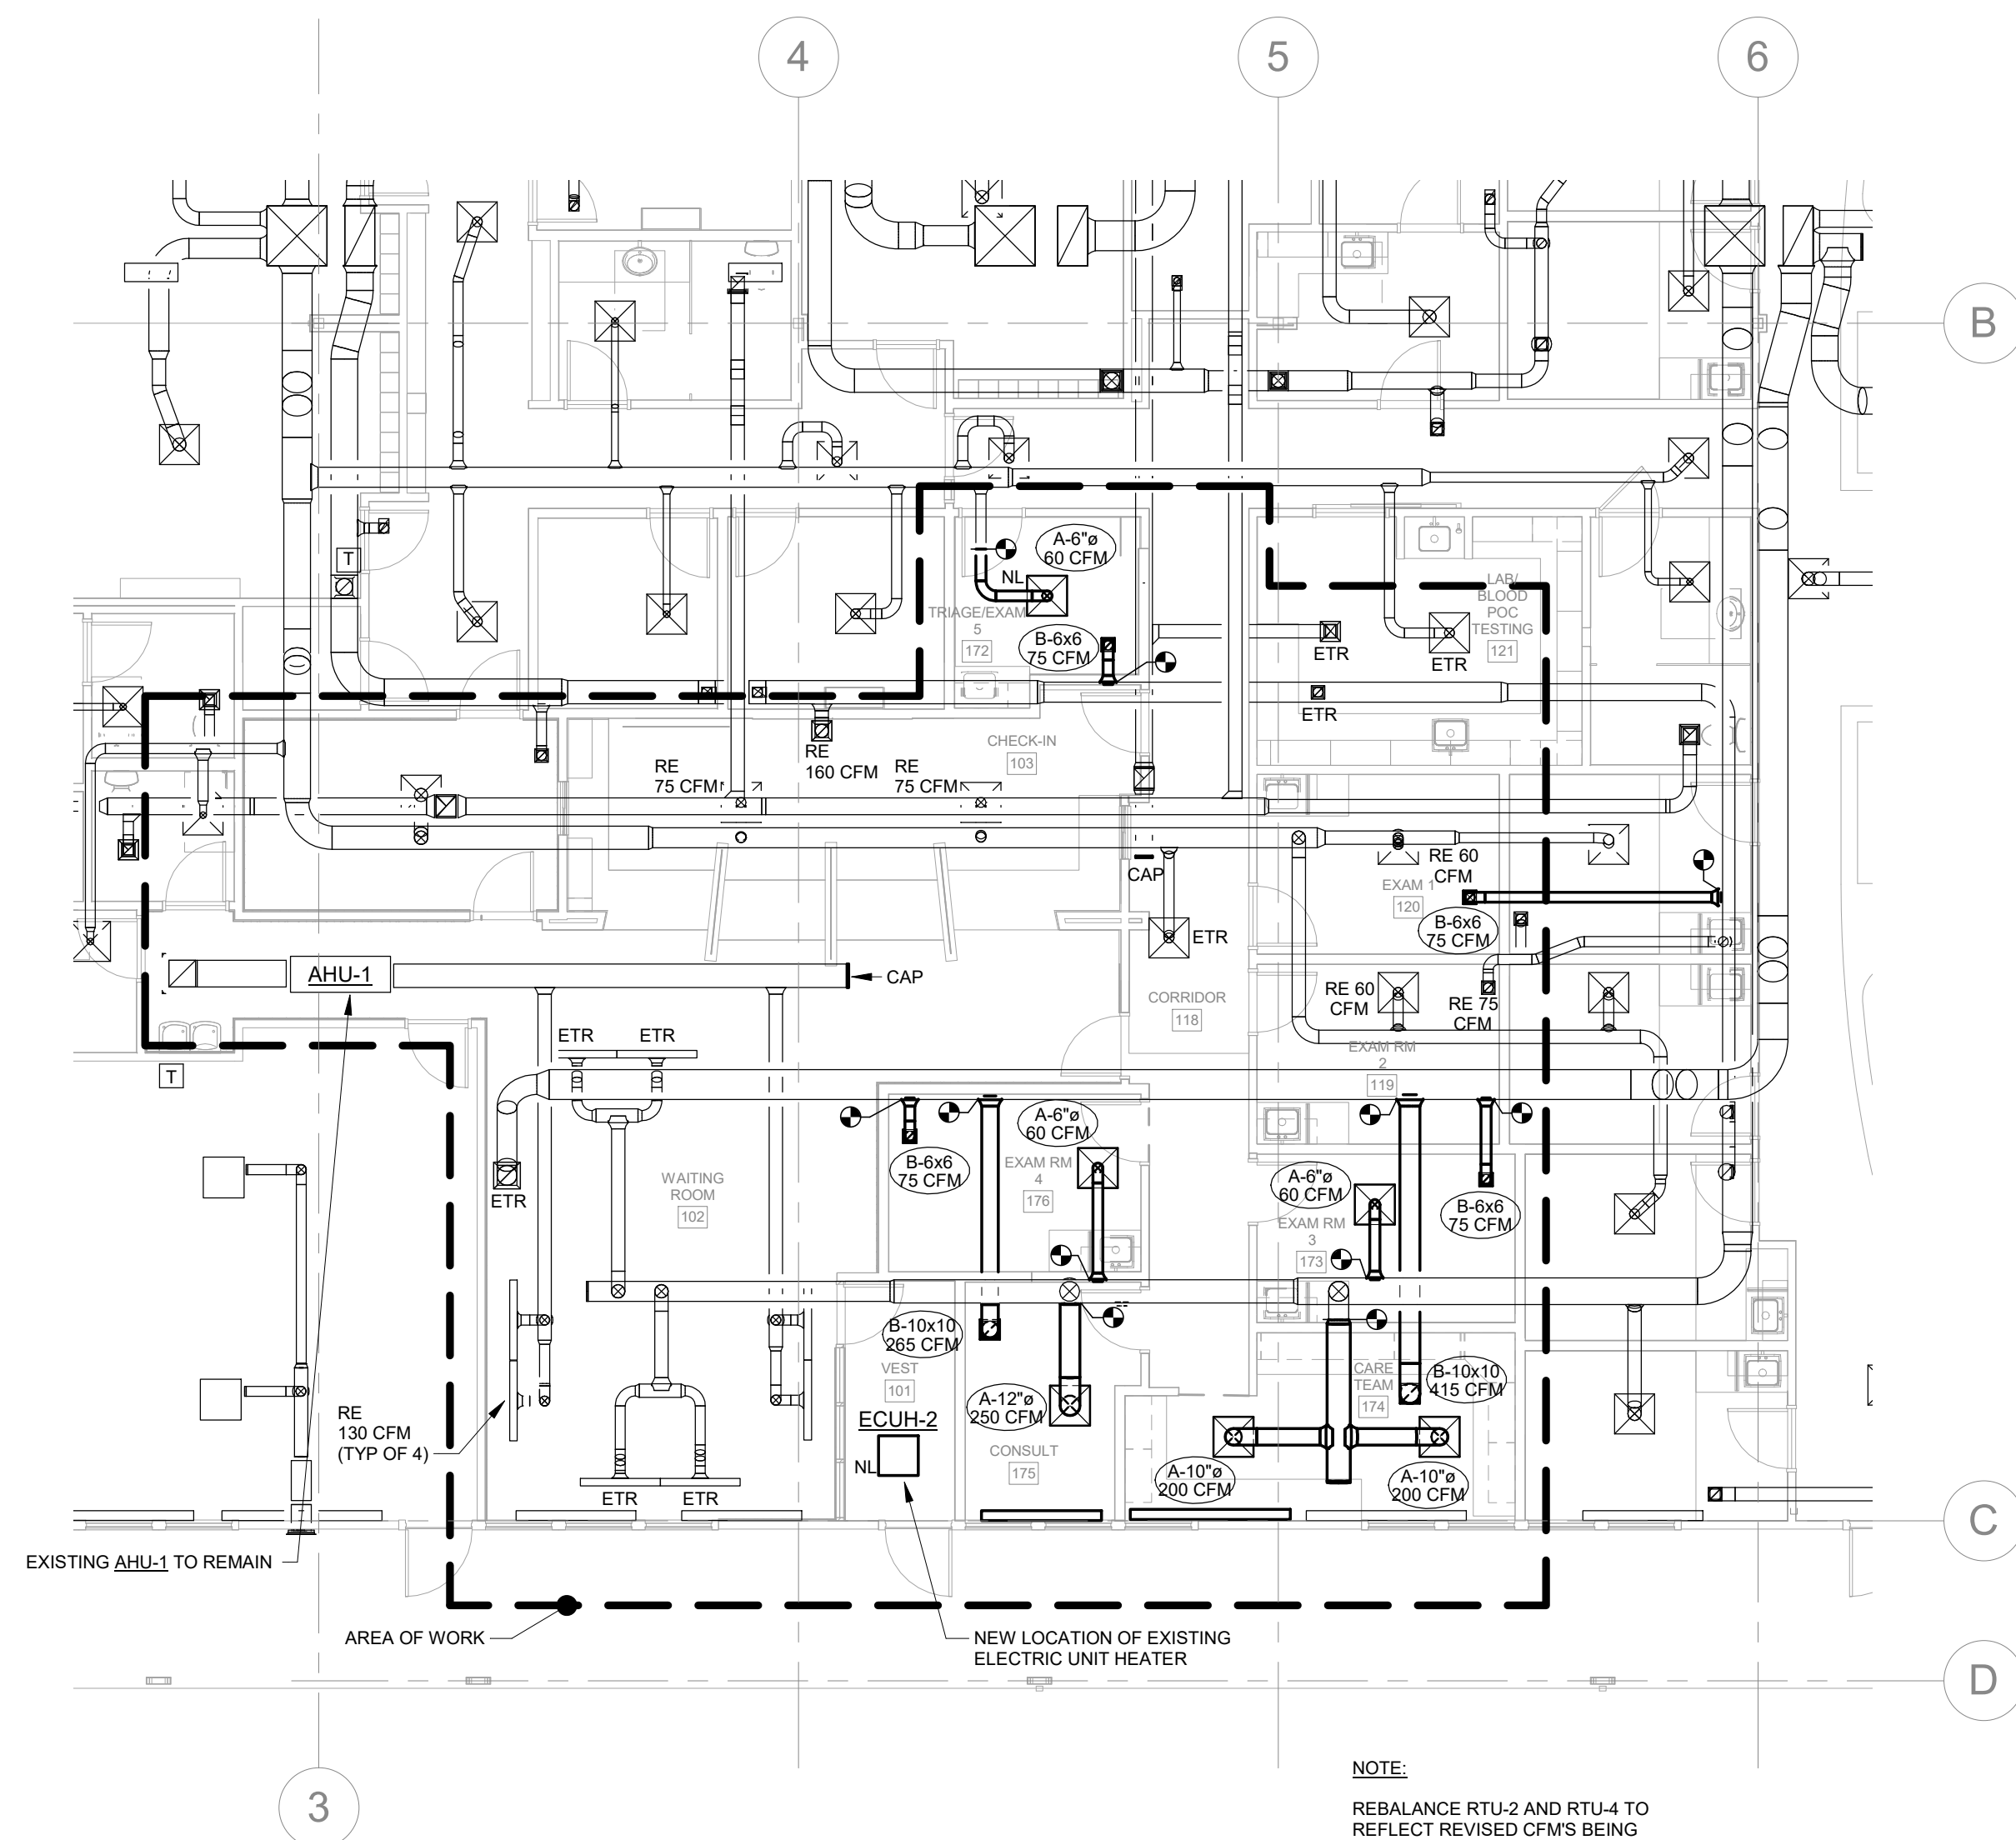 4
5
6
B
T
A-6"ø
60 CFM
NL
TRIAGE/EXAM
5
172
B-6x6
75 CFM
LAB/
BLOOD
POC
TESTING
121
ETR
ETR
ETR
CHECK-IN
103
RE
75 CFM
RE
160 CFM
RE
75 CFM
CAP
RE 60
CFM
EXAM 1
120
B-6x6
75 CFM
ETR
AHU-1
CAP
CORRIDOR
118
RE 60
CFM
RE 75
CFM
EXAM RM
2
119
T
ETR
ETR
ETR
WAITING
ROOM
102
B-6x6
75 CFM
A-6"ø
60 CFM
EXAM RM
4
176
A-6"ø
60 CFM
EXAM RM
3
173
B-6x6
75 CFM
B-10x10
265 CFM
VEST
101
ECUH-2
NL
A-12"ø
250 CFM
CONSULT
175
CARE
TEAM
174
B-10x10
415 CFM
A-10"ø
200 CFM
A-10"ø
200 CFM
RE
130 CFM
(TYP OF 4)
ETR
ETR
C
EXISTING AHU-1 TO REMAIN
AREA OF WORK
NEW LOCATION OF EXISTING
ELECTRIC UNIT HEATER
D
3
NOTE:
REBALANCE RTU-2 AND RTU-4 TO
REFLECT REVISED CFM'S BEING